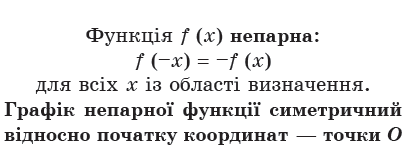 Функція f (x) непарна:
f (−x) = −f (x)
для всіх x із області визначення.
Графік непарної функції симетричний
відносно початку координат — точки O